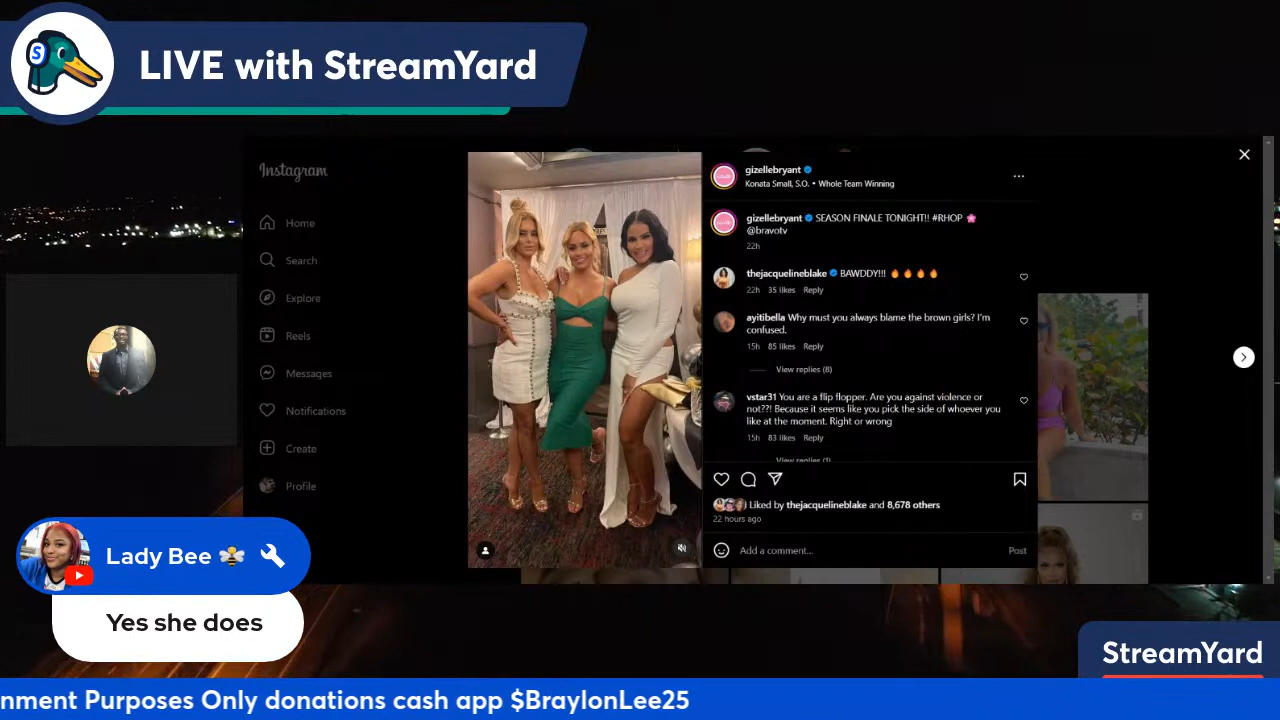 S
LIVE with StreamYard
Instagram
Home
Search
Explore
Reels
Messages
Notifications
Create
Profile
gizellebryant
Konata Small, S.O. • Whole Team Winning
gizellebryant SEASON FINALE TONIGHT!! #RHOP 🌸
@bravotv
22h
thejacquelineblake BAWDDY!!! 🔥🔥🔥🔥
22h 35 likes Reply
ayitibella Why must you always blame the brown girls? I'm
confused.
15h 85 likes Reply
View replies (8)
vstar31 You are a flip flopper. Are you against violence or
not??! Because it seems like you pick the side of whoever you
like at the moment. Right or wrong
15h 83 likes Reply
View replies (1)
Liked by thejacquelineblake and 8,678 others
22 hours ago
Add a comment...
Post
Lady Bee 🐝
Yes she does
StreamYard
nment Purposes Only donations cash app $BraylonLee25